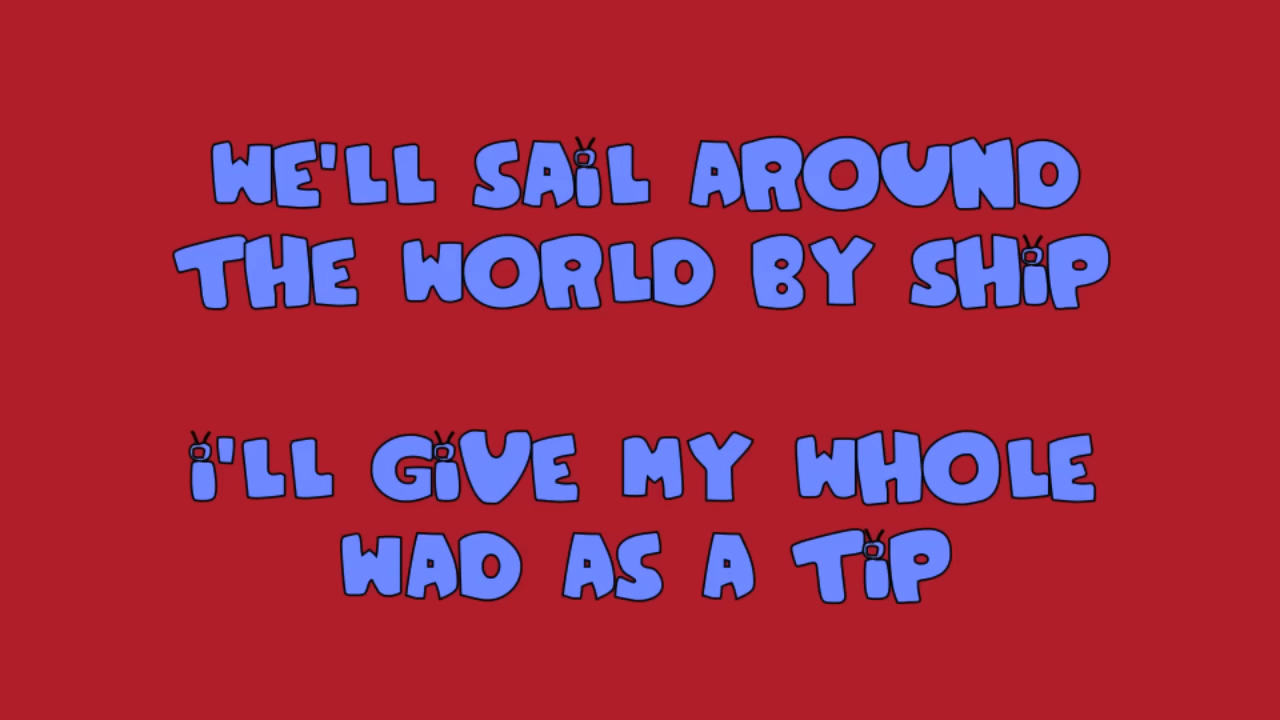 WE'LL SAiL AROUND
THE WORLD BY SHiP
i'LL GiVE MY WHOLE
WAD AS A TiP